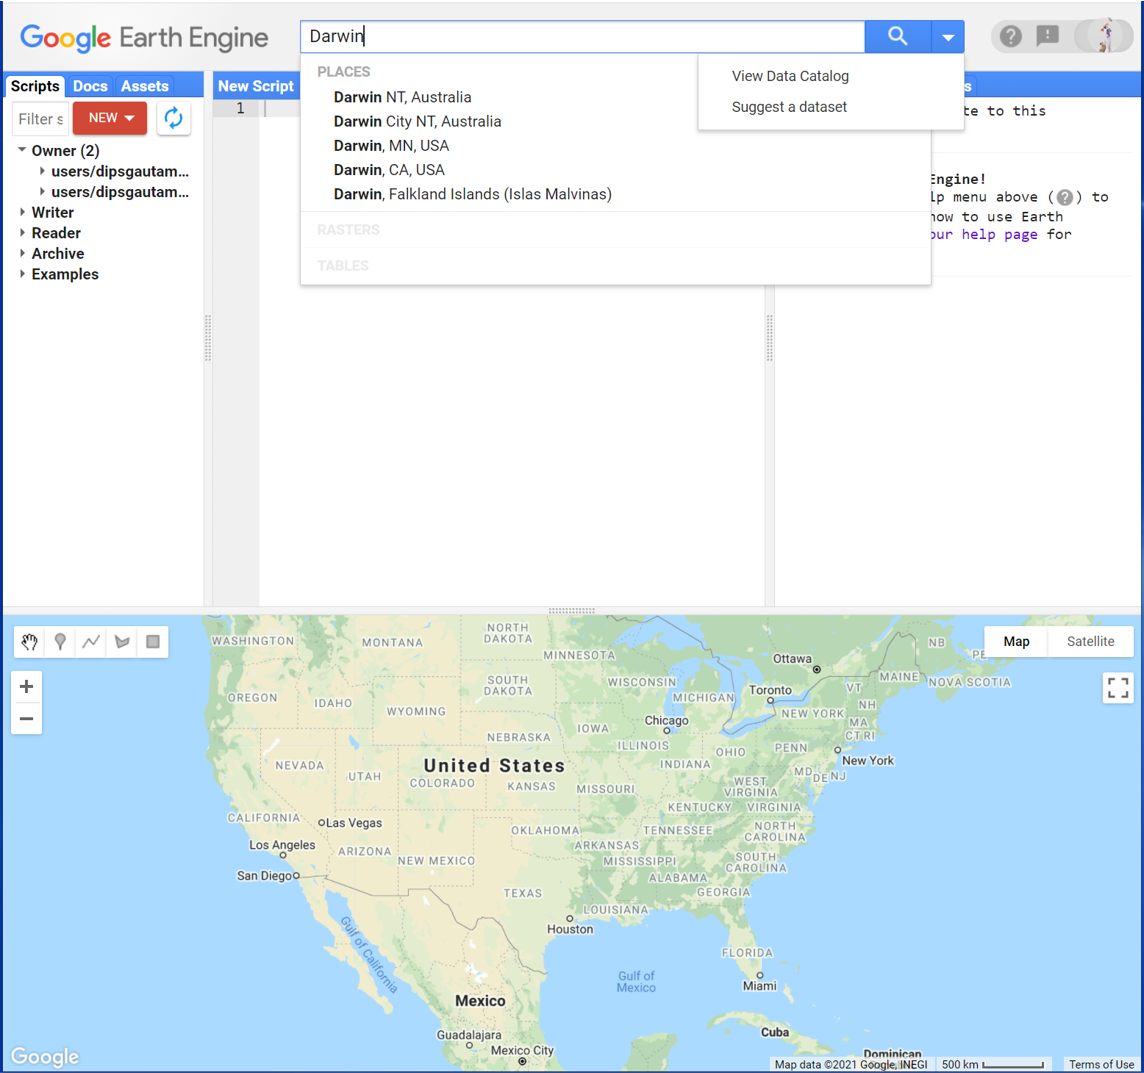 Google Earth Engine
Darwin
View Data Catalog
Suggest a dataset
PLACES
Darwin NT, Australia
Darwin City NT, Australia
Darwin, MN, USA
Darwin, CA, USA
Darwin, Falkland Islands (Islas Malvinas)
RASTERS
TABLES
Scripts Docs Assets
Filter s
NEW
Owner (2)
users/dipsgautam...
users/dipsgautam...
Writer
Reader
Archive
Examples
New Script
1
s
te to this
Engine!
lp menu above (?) to
how to use Earth
our help page for
Map Satellite
+
−
WASHINGTON
MONTANA
NORTH
DAKOTA
MINNESOTA
Ottawa
NB
PE
MAINE
NOVA SCOTIA
OREGON
IDAHO
SOUTH
DAKOTA
WISCONSIN
MICHIGAN
Toronto
VT
NH
WYOMING
Chicago
NEW YORK
MA
CT RI
NEBRASKA
IOWA
ILLINOIS
INDIANA
OHIO
PENN
New York
NEVADA
UTAH
United States
COLORADO
KANSAS
MISSOURI
WEST
VIRGINIA
MD
DE NJ
KENTUCKY
VIRGINIA
CALIFORNIA
Las Vegas
OKLAHOMA
TENNESSEE
NORTH
CAROLINA
Los Angeles
ARIZONA
NEW MEXICO
ARKANSAS
MISSISSIPPI
SOUTH
CAROLINA
San Diego
ALABAMA
GEORGIA
TEXAS
LOUISIANA
Houston
Gulf of California
FLORIDA
Gulf of
Mexico
Miami
Mexico
Cuba
Guadalajara
Mexico City
Dominican
Google
Map data ©2021 Google, INEGI
500 km
Terms of Use